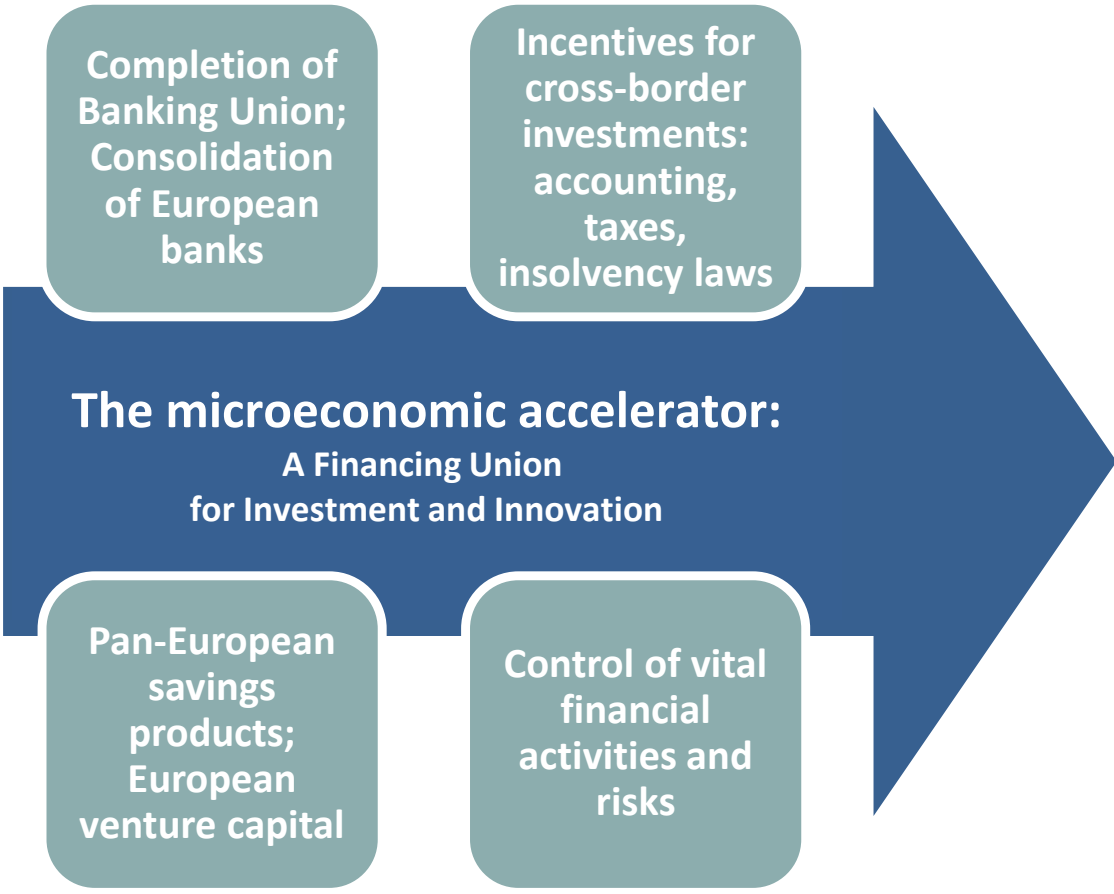 Completion of
Banking Union;
Consolidation
of European
banks
Incentives for
cross-border
investments:
accounting,
taxes,
insolvency laws
The microeconomic accelerator:
A Financing Union
for Investment and Innovation
Pan-European
savings
products;
European
venture capital
Control of vital
financial
activities and
risks